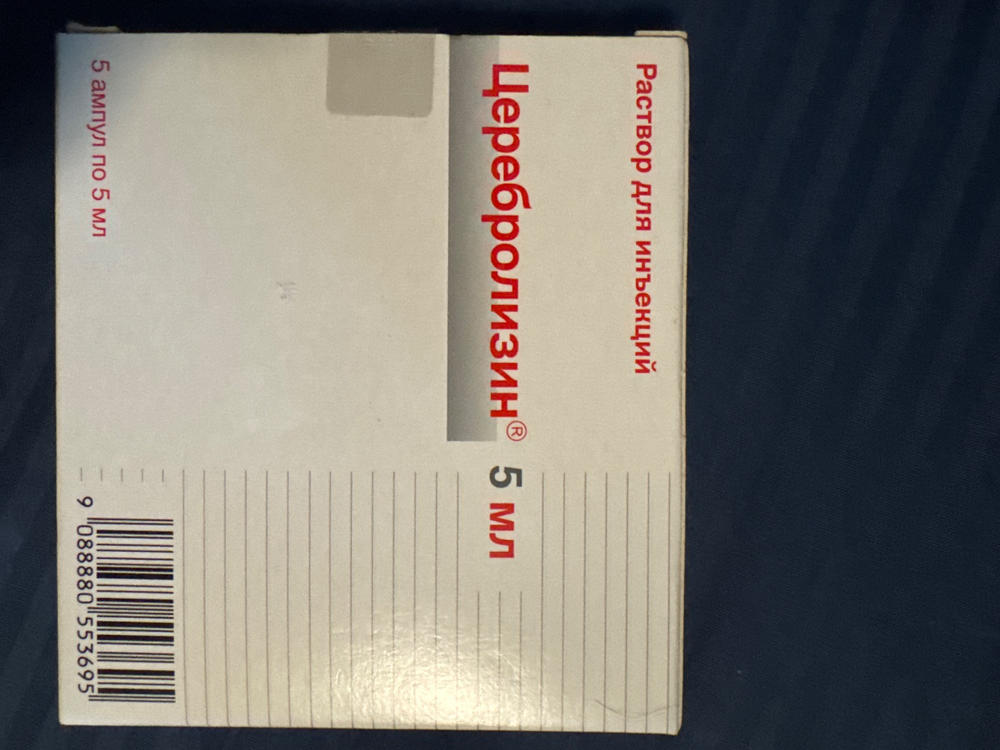 Раствор для инъекций
Церебролизин® 5 мл
5 ампул по 5 мл
9 088880 553695